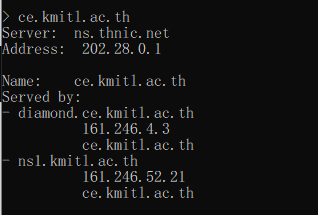 > ce.kmitl.ac.th
Server:  ns.thnic.net
Address:  202.28.0.1

Name:    ce.kmitl.ac.th
Served by:
- diamond.ce.kmitl.ac.th
          161.246.4.3
          ce.kmitl.ac.th
- ns1.kmitl.ac.th
          161.246.52.21
          ce.kmitl.ac.th